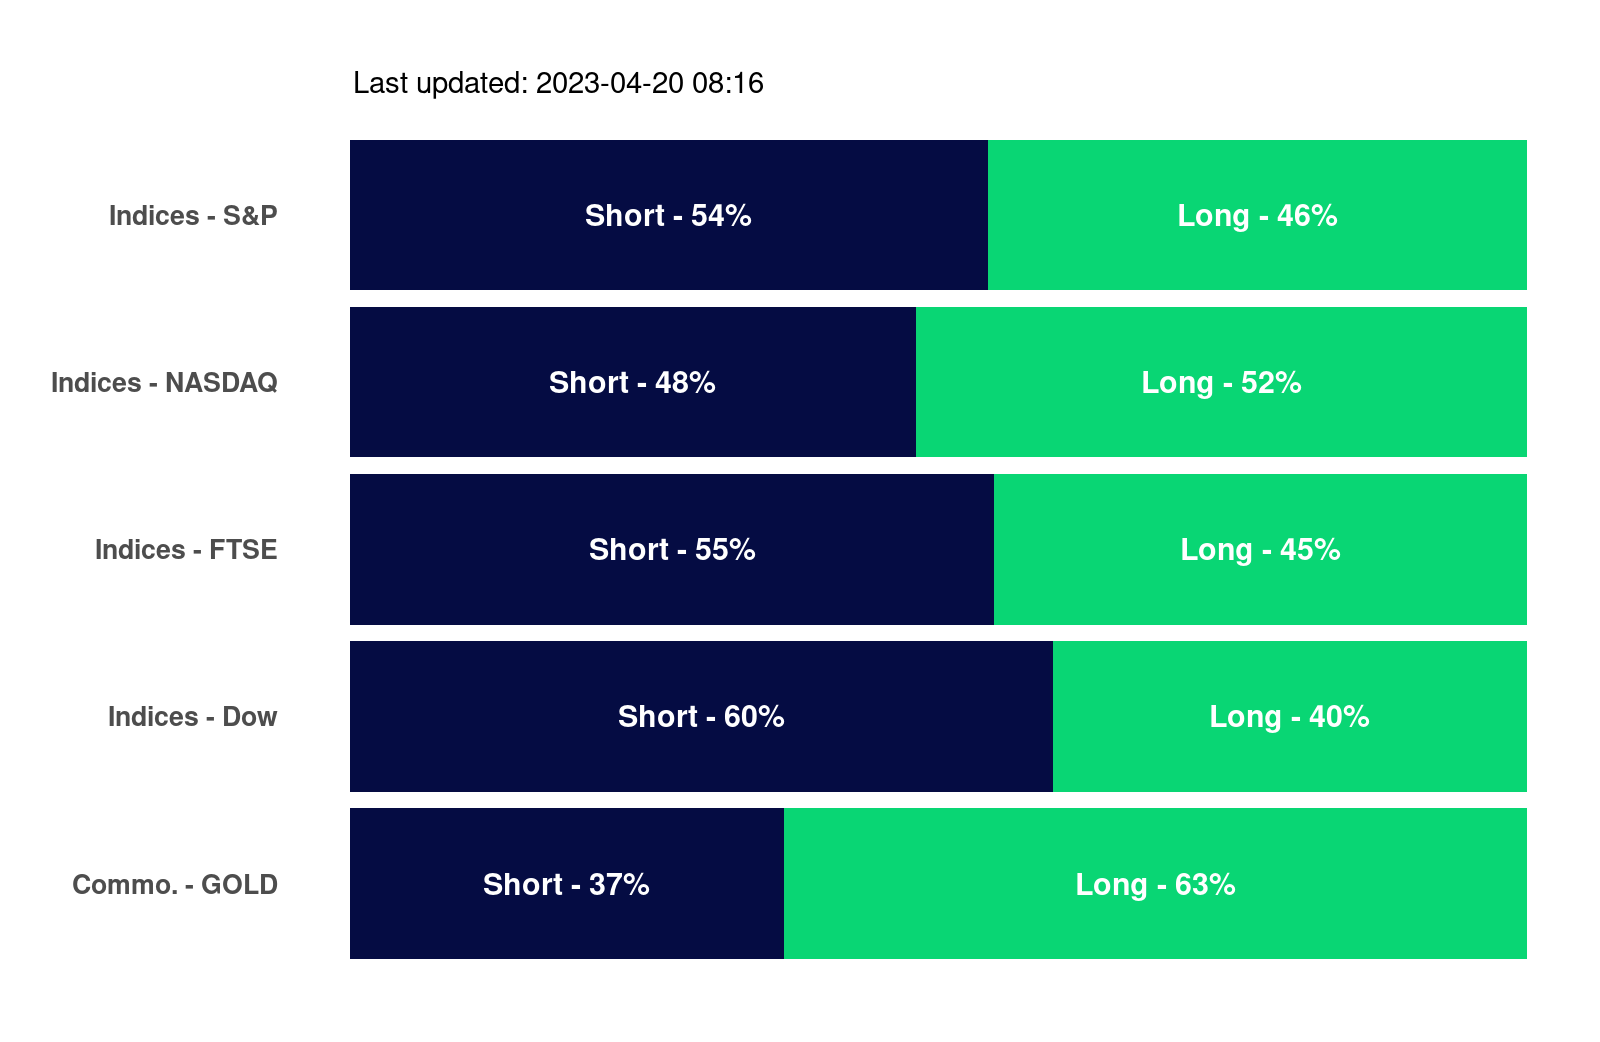 Last updated: 2023-04-20 08:16
Indices - S&P Short - 54% Long - 46%
Indices - NASDAQ Short - 48% Long - 52%
Indices - FTSE Short - 55% Long - 45%
Indices - Dow Short - 60% Long - 40%
Commo. - GOLD Short - 37% Long - 63%